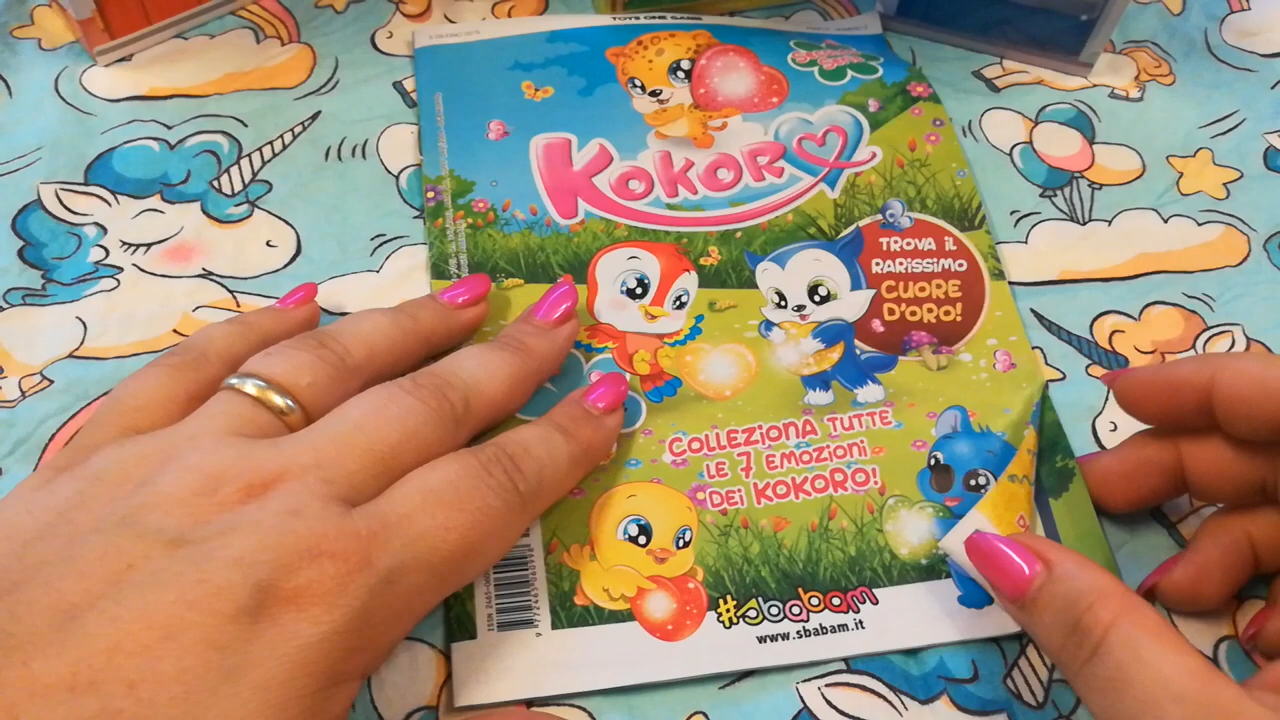 TOYS ONE GAME
KOKORO
TROVA IL
RARISSIMO
CUORE
D'ORO!
COLLEZIONA TUTTE
LE 7 EMOZIONI
DEI KOKORO!
#sbabam
www.sbabam.it